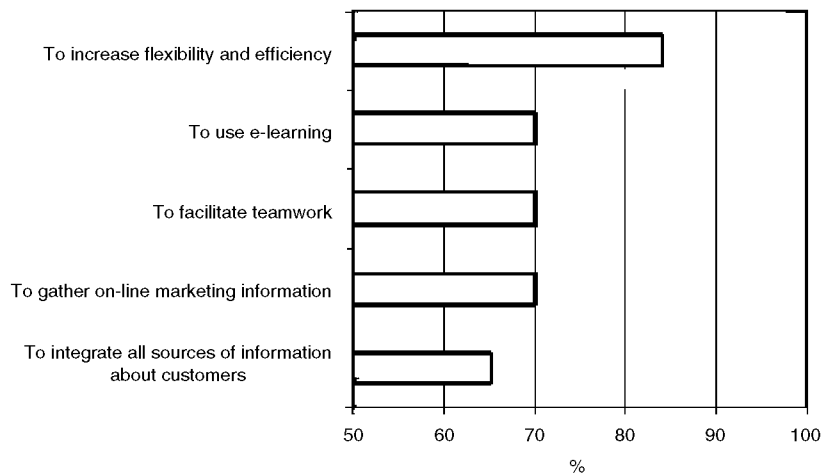 To increase flexibility and efficiency
To use e-learning
To facilitate teamwork
To gather on-line marketing information
To integrate all sources of information
about customers
50 60 70 80 90 100
%